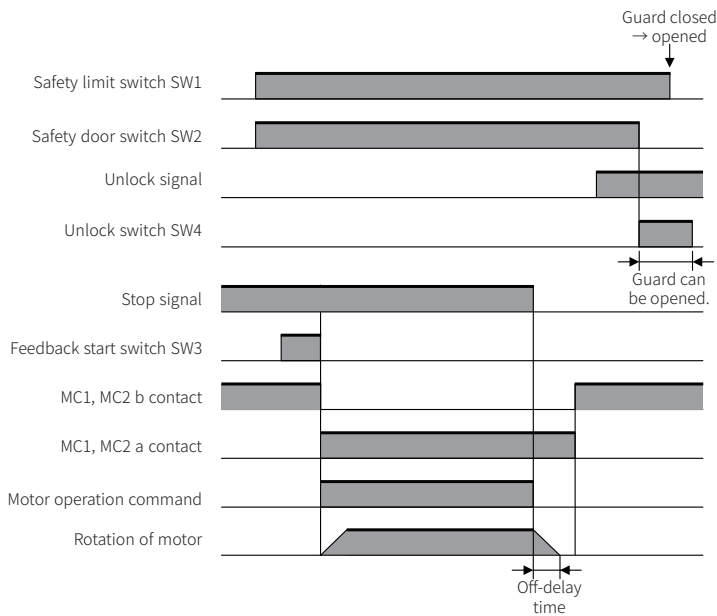 Guard closed
→ opened
Safety limit switch SW1
Safety door switch SW2
Unlock signal
Unlock switch SW4
Guard can
be opened.
Stop signal
Feedback start switch SW3
MC1, MC2 b contact
MC1, MC2 a contact
Motor operation command
Rotation of motor
Off-delay
time